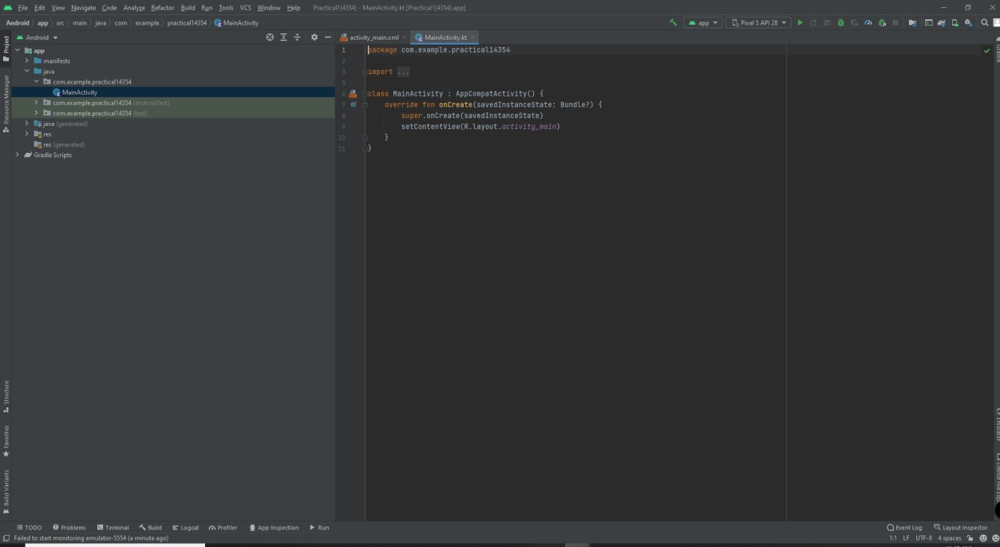 File Edit View Navigate Code Analyze Refactor Build Run Tools VCS Window Help Practical1(4354) - MainActivity.kt [Practical1(4354).app]
Android app src main java com example practical14354 MainActivity
app Pixel 5 API 28
Project
Resource Manager
Structure
Favorites
Build Variants
Android
app
manifests
java
com.example.practical14354
MainActivity
com.example.practical14354 (androidTest)
com.example.practical14354 (test)
java (generated)
res
res (generated)
Gradle Scripts
activity_main.xml MainActivity.kt
1 package com.example.practical14354
2
3 import ...
5
6 class MainActivity : AppCompatActivity() {
7 override fun onCreate(savedInstanceState: Bundle?) {
8 super.onCreate(savedInstanceState)
9 setContentView(R.layout.activity_main)
10 }
11 }
Gradle
Emulator
TODO Problems Terminal Build Logcat Profiler App Inspection Run
Event Log Layout Inspector
Failed to start monitoring emulator-5554 (a minute ago)
1:1 LF UTF-8 4 spaces